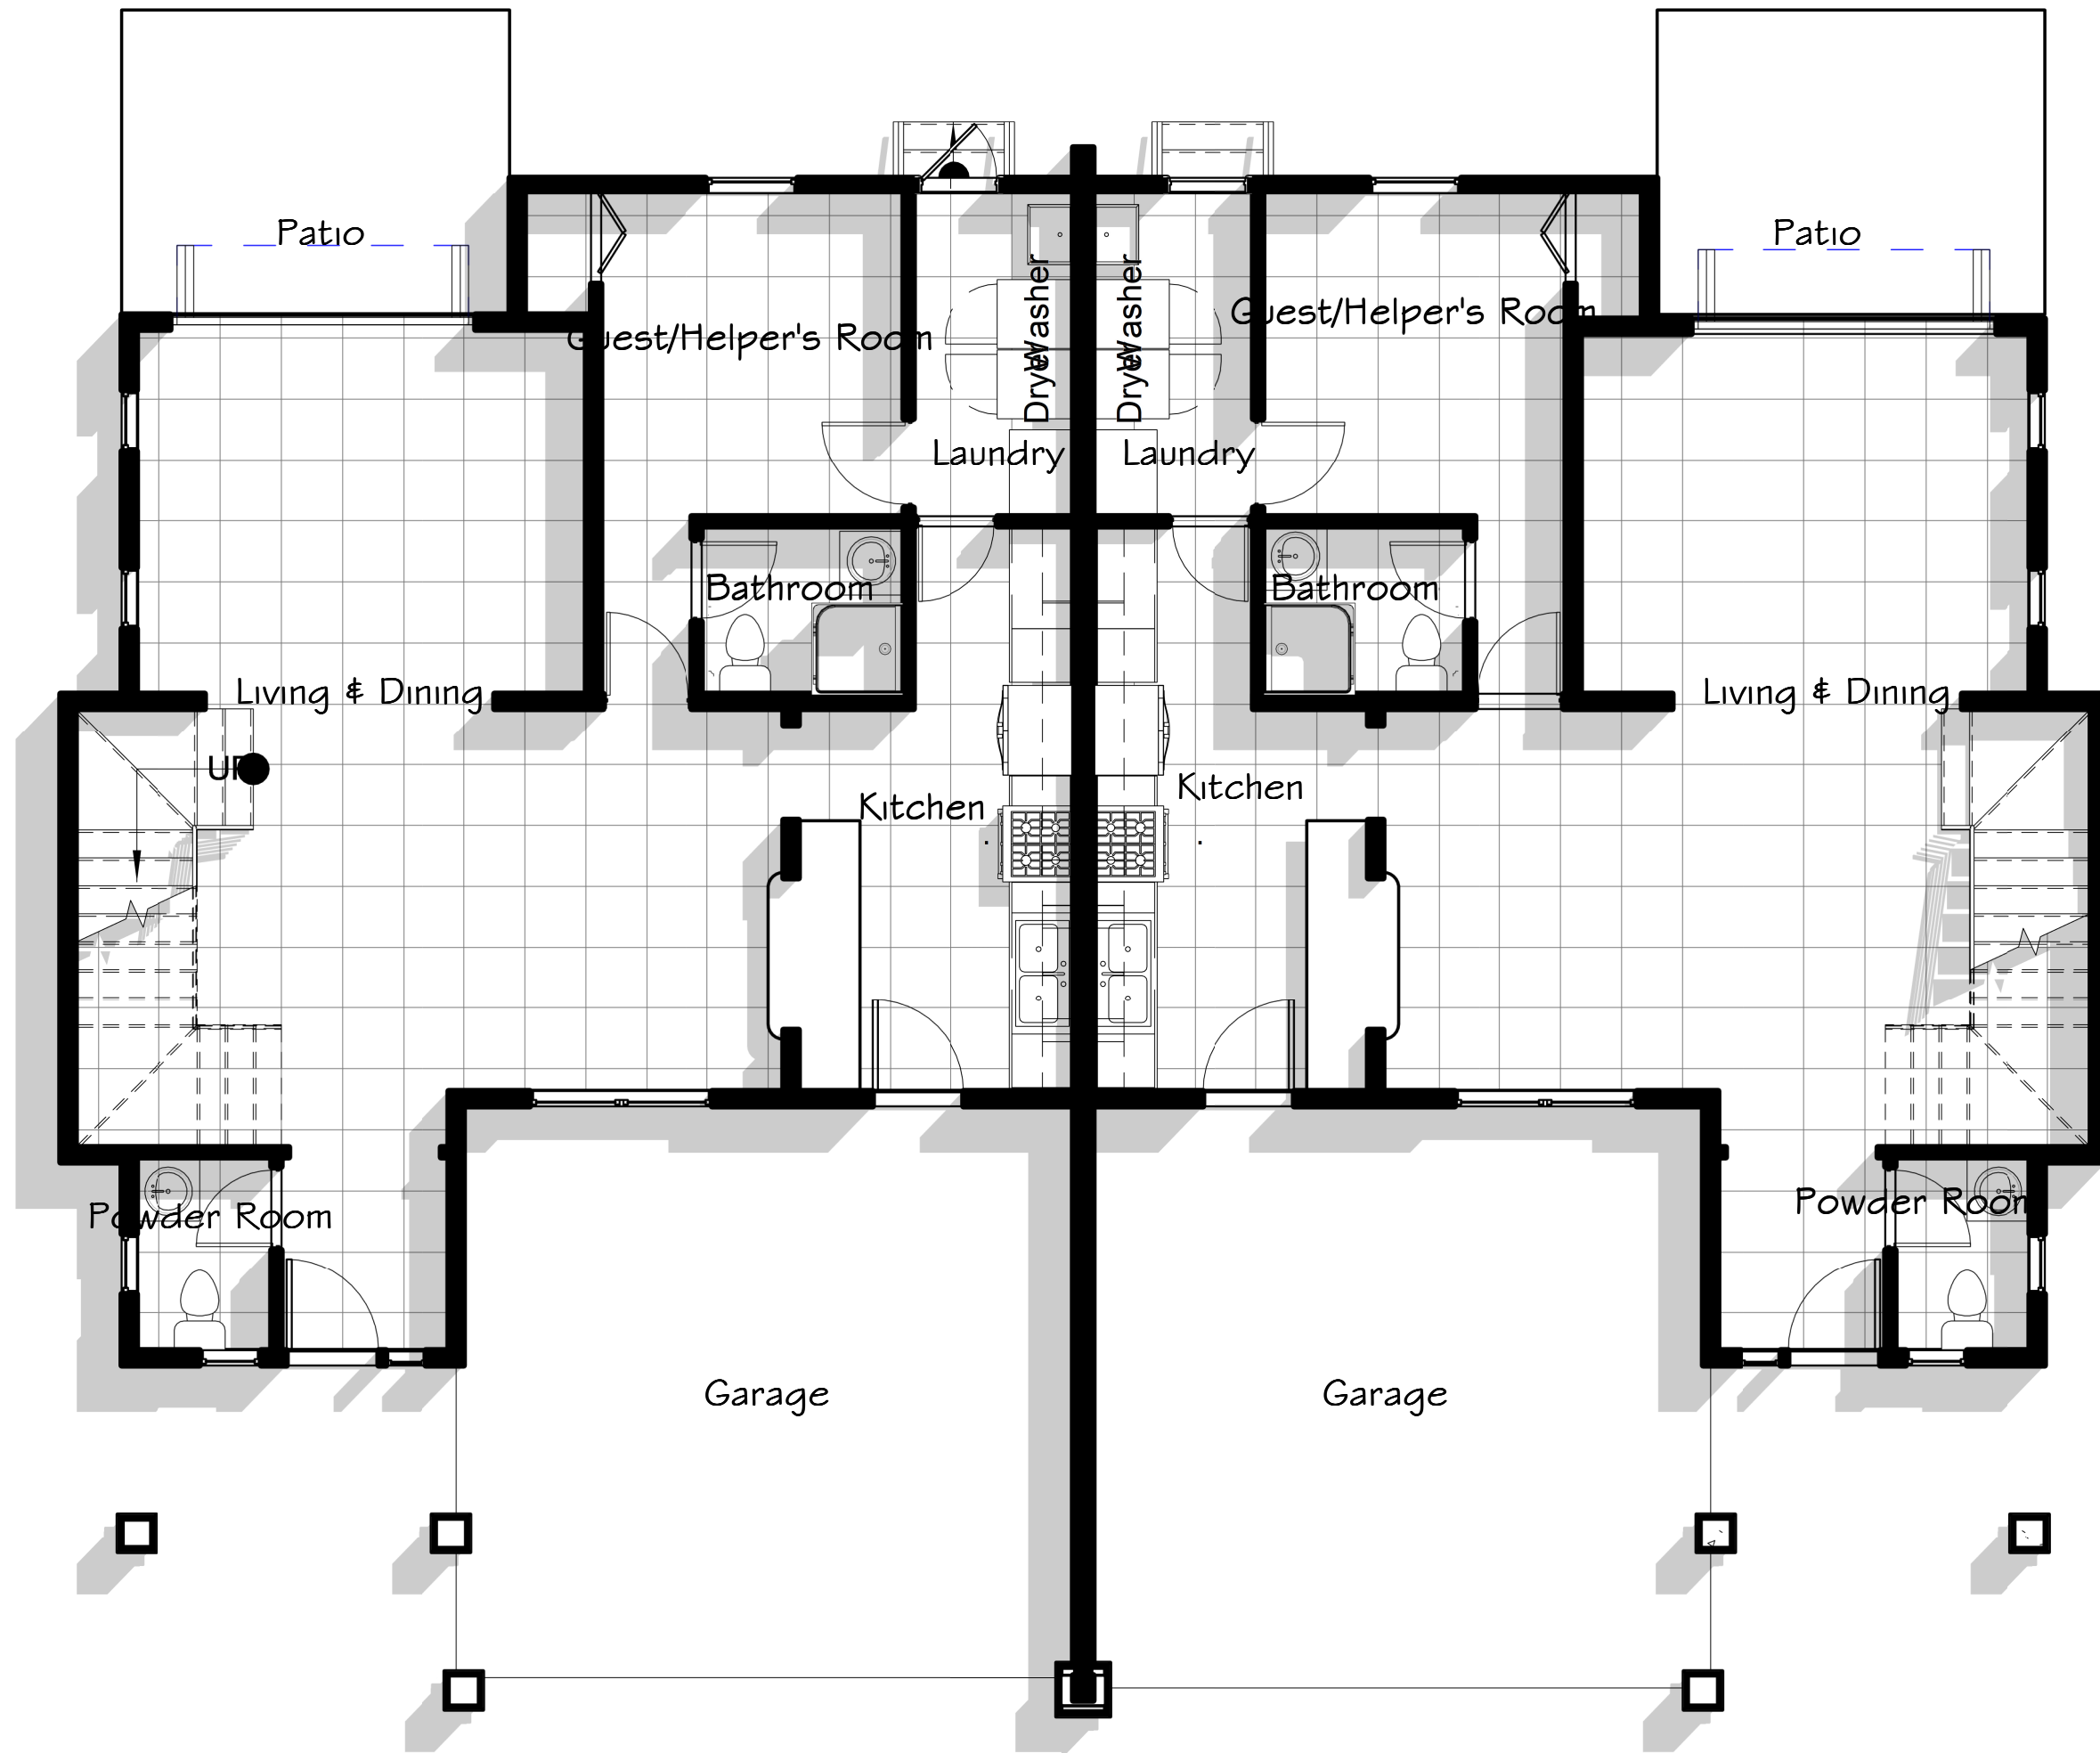 Patio
Patio
Guest/Helper's Room
Guest/Helper's Room
Washer
Dryer
Washer
Dryer
Laundry
Laundry
Bathroom
Bathroom
Living & Dining
Living & Dining
UP
Kitchen
Kitchen
Powder Room
Powder Room
Garage
Garage